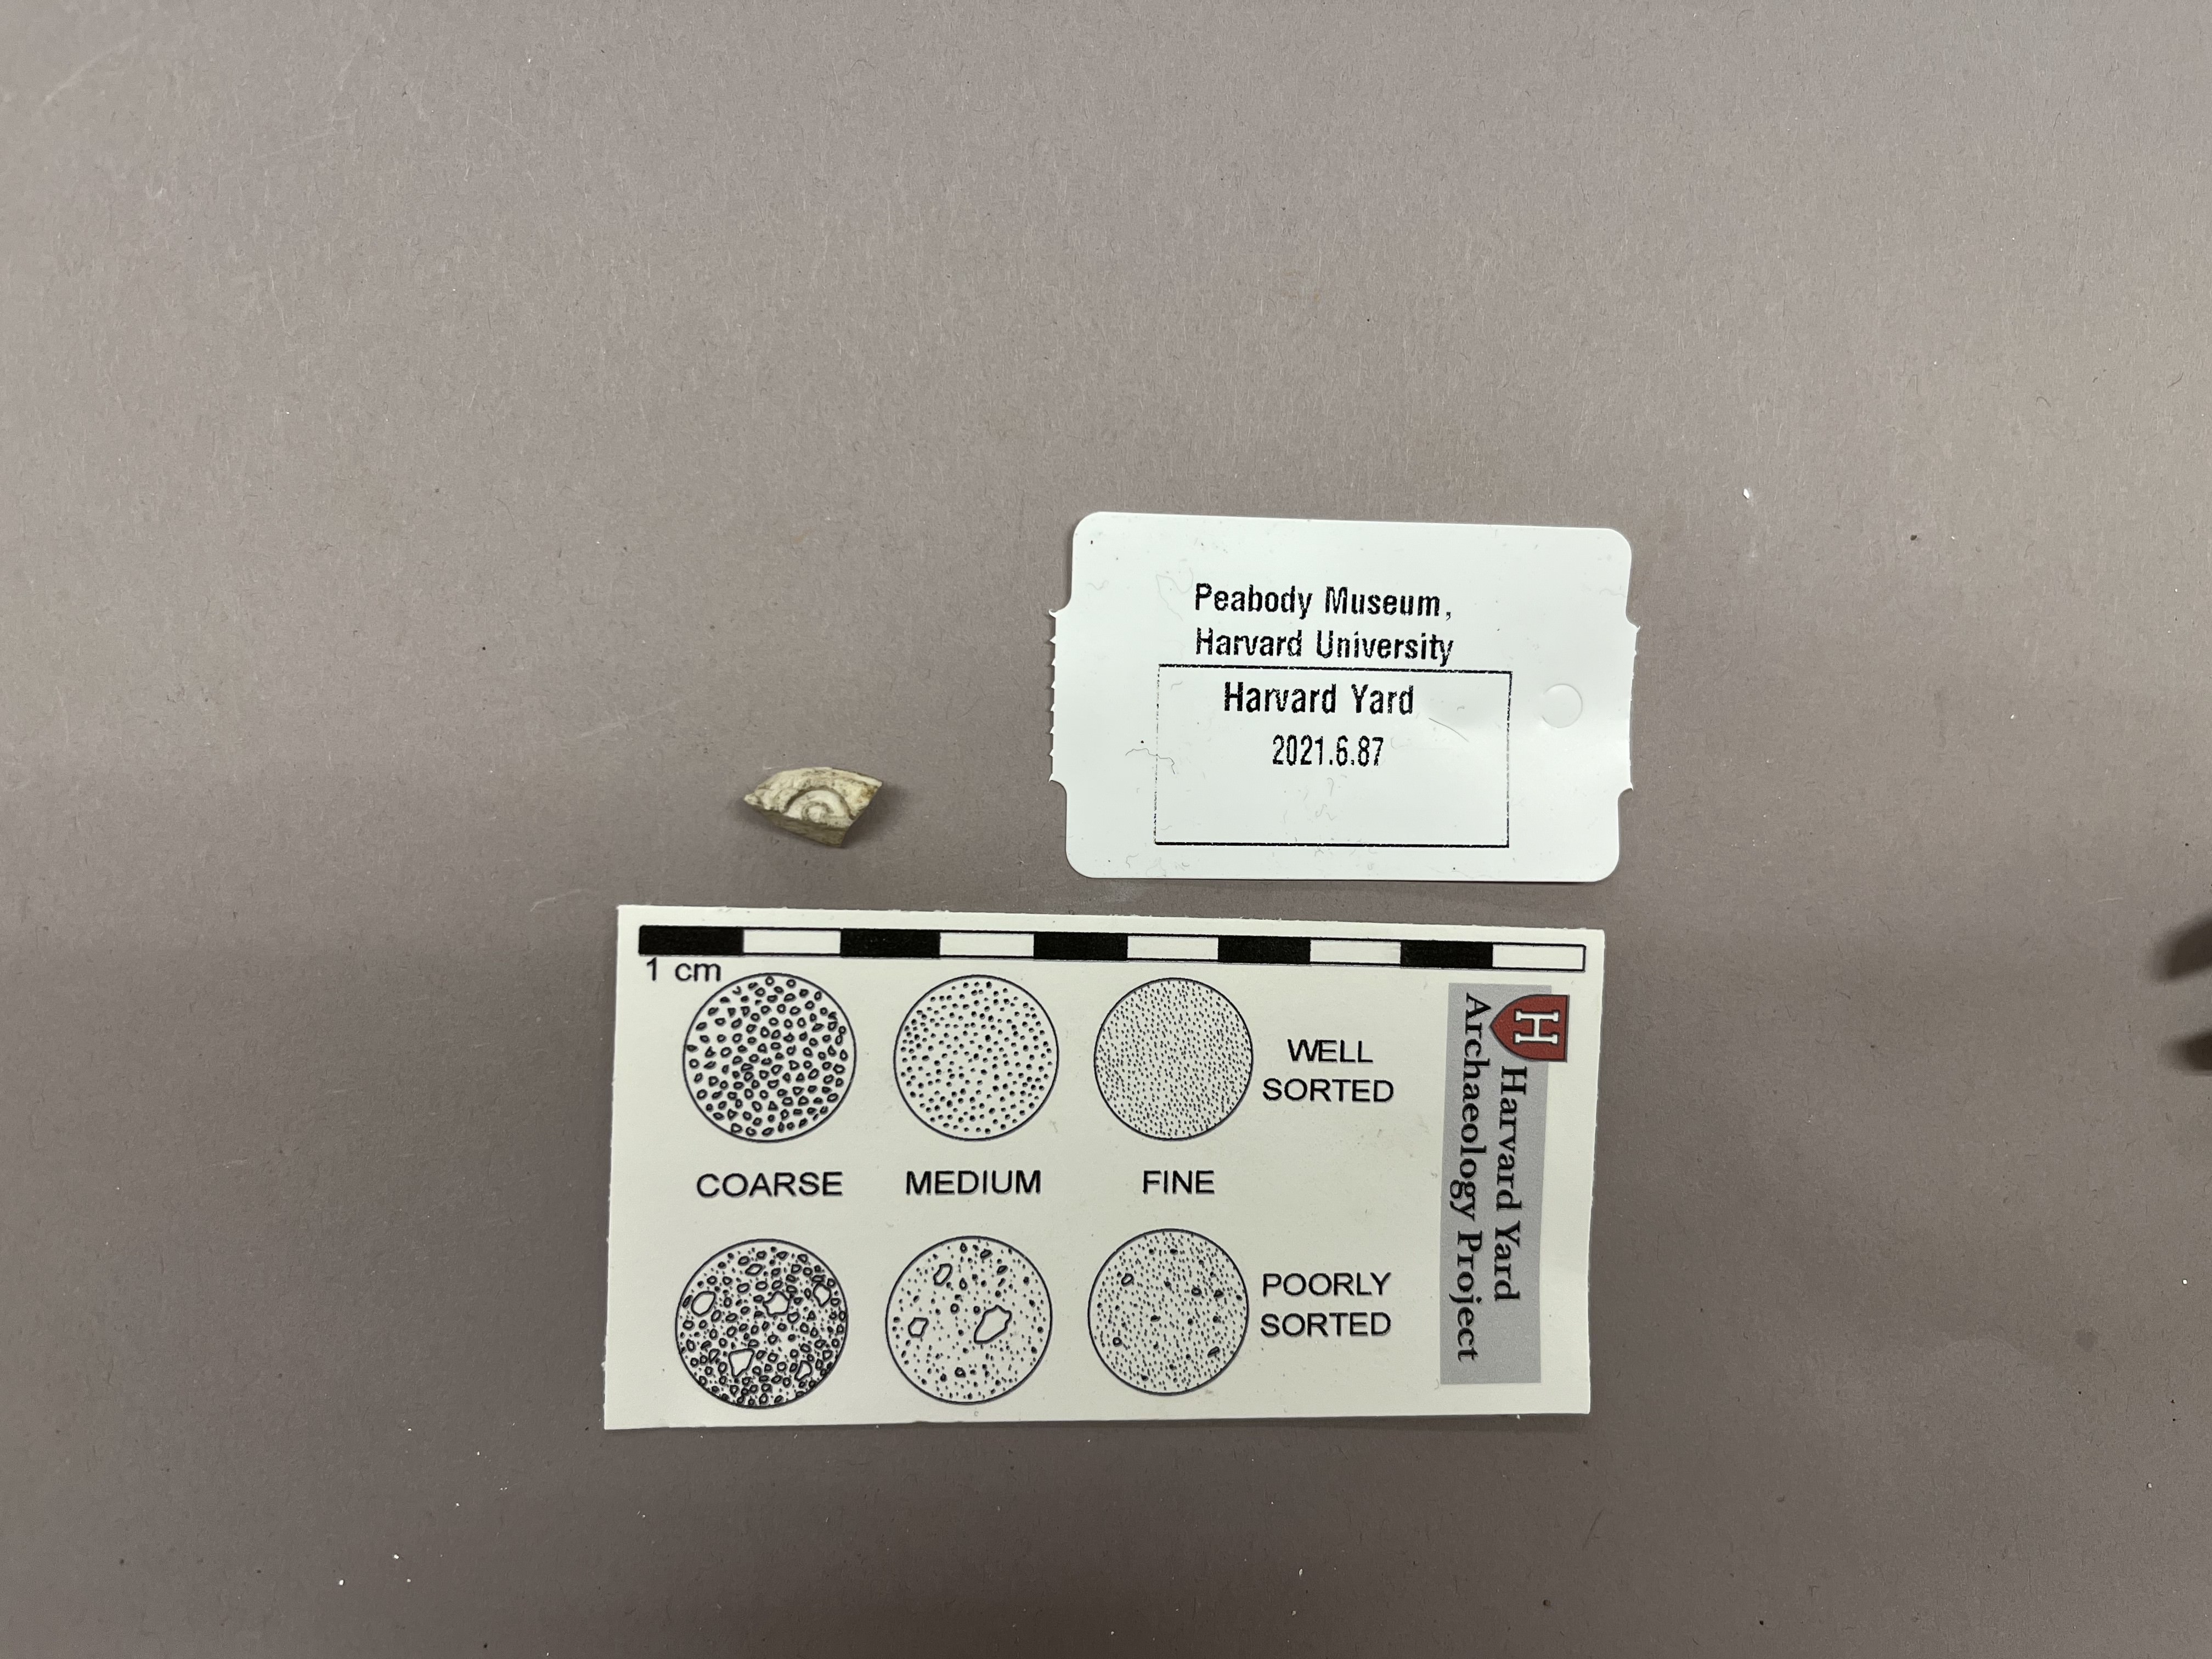 Peabody Museum,
Harvard University
Harvard Yard
2021.6.87
1 cm
WELL
SORTED
COARSE
MEDIUM
FINE
POORLY
SORTED
H
Harvard Yard
Archaeology Project